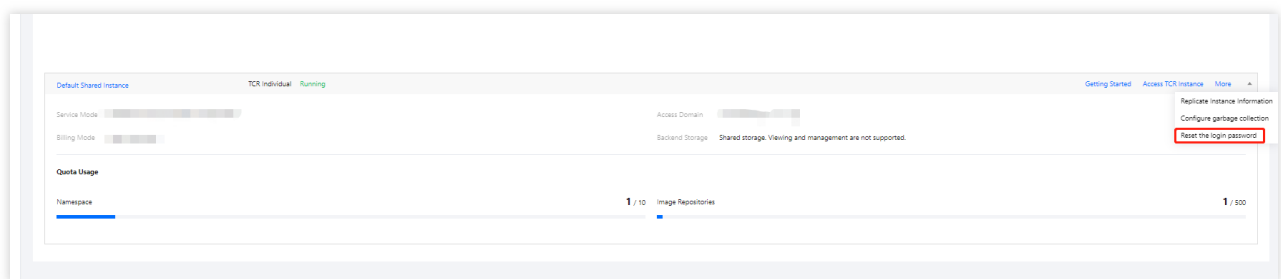 Default Shared Instance TCR Individual Running Getting Started Access TCR Instance More
Replicate Instance Information
Configure garbage collection
Reset the login password
Service Mode Access Domain
Billing Mode Backend Storage Shared storage. Viewing and management are not supported.
Quota Usage
Namespace 1 / 10 Image Repositories 1 / 500